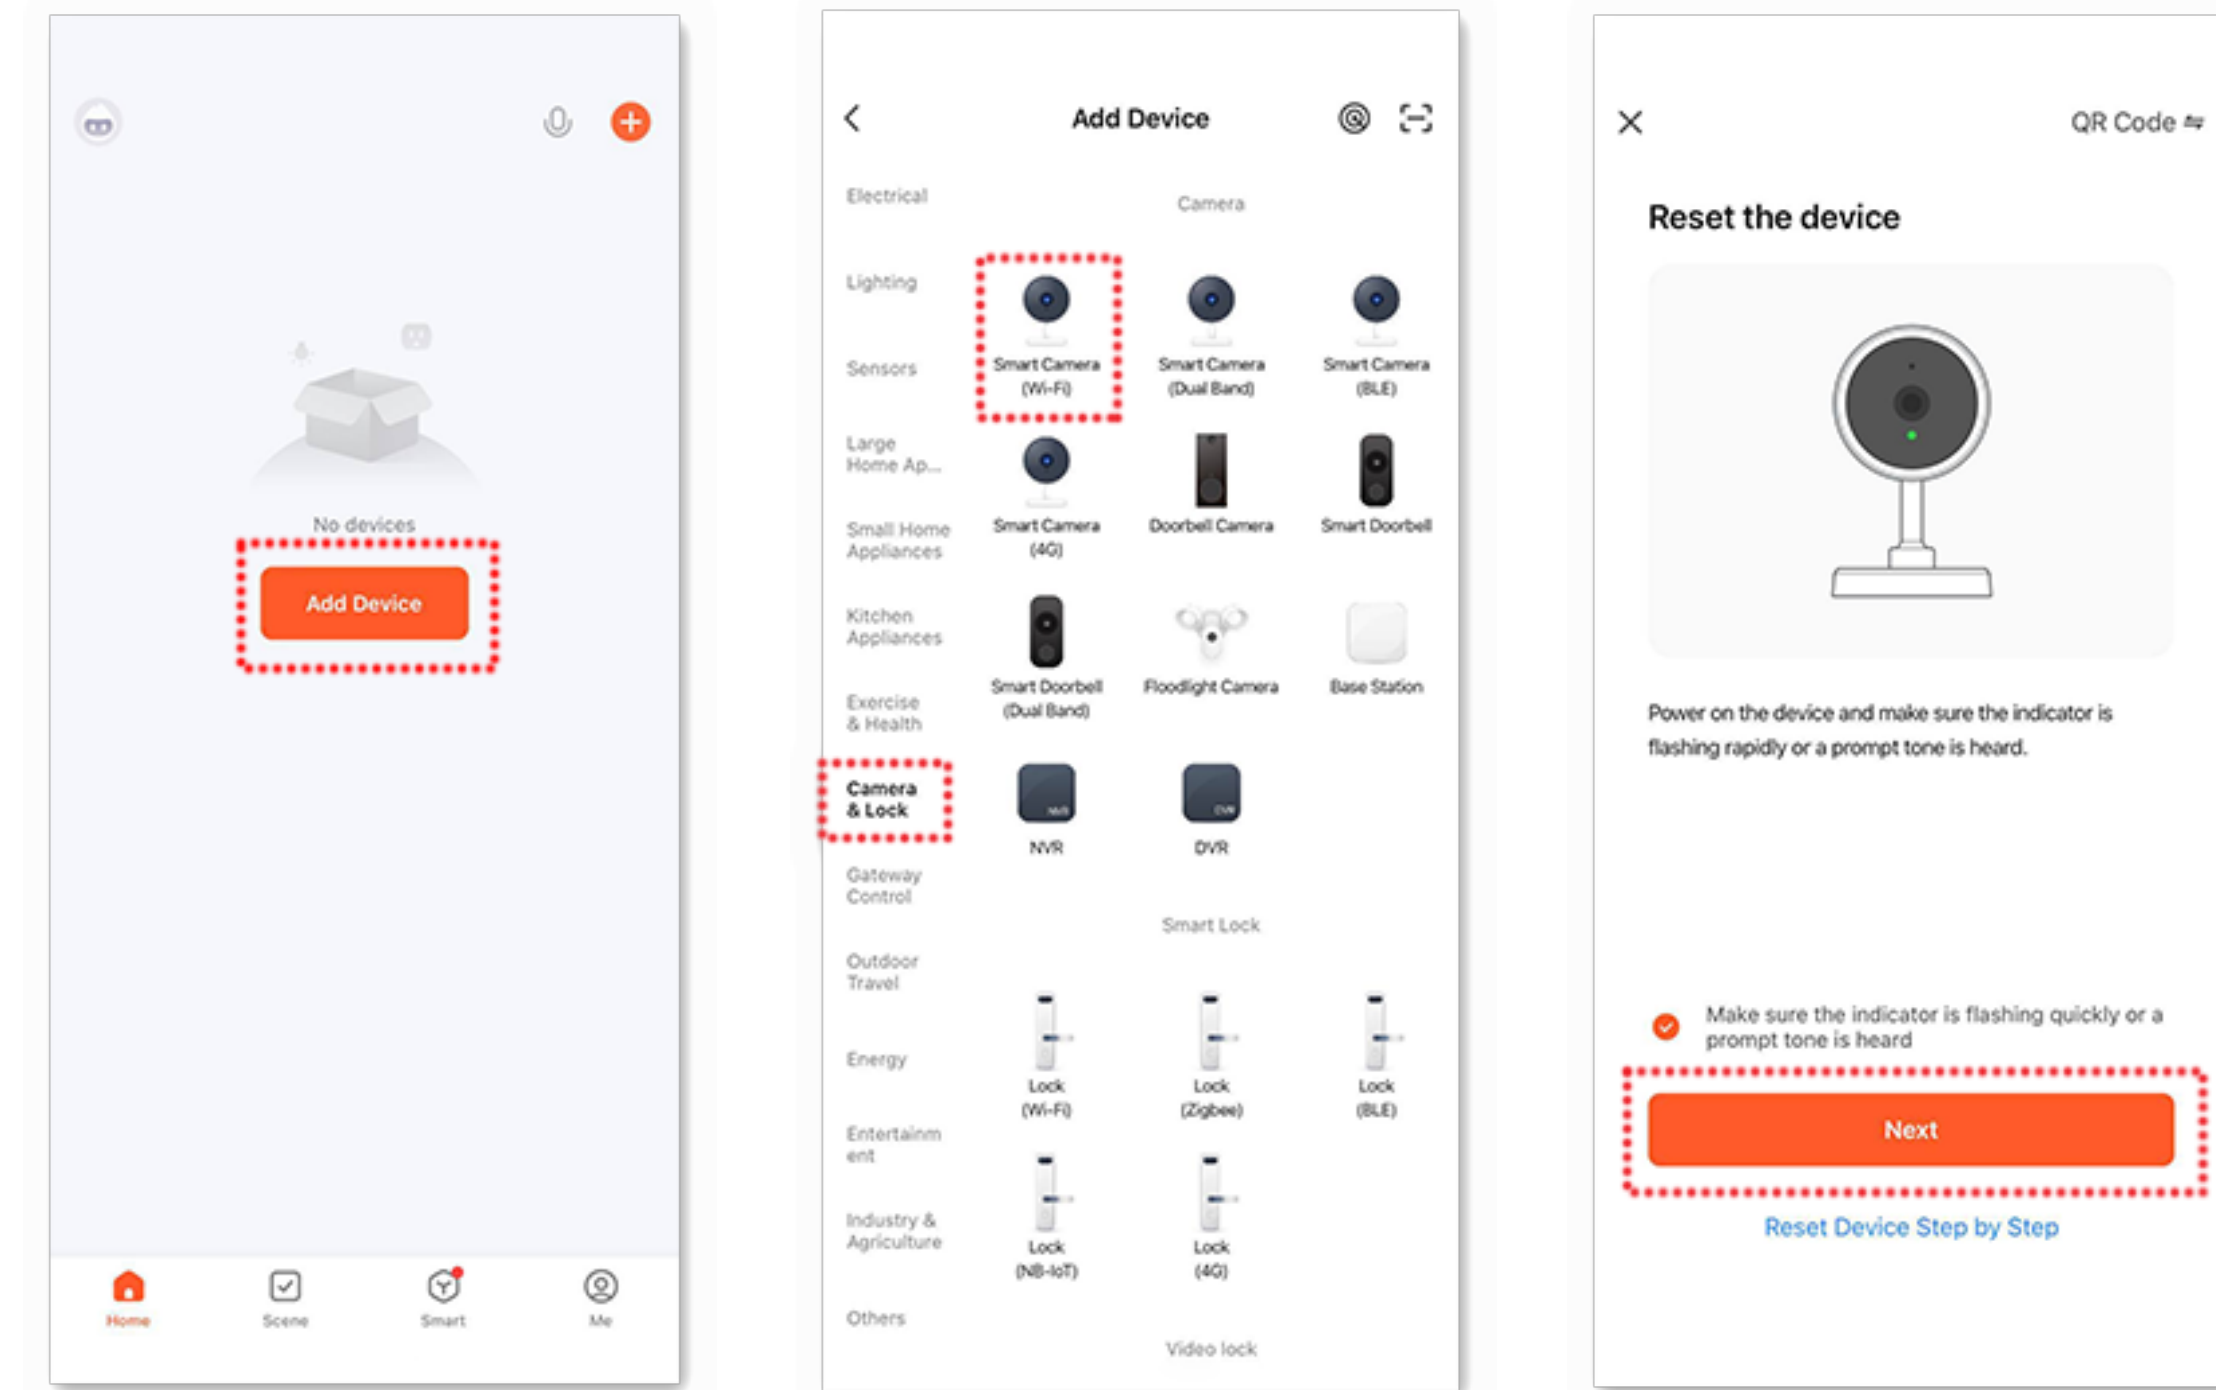 No devices
Add Device
Home
Scene
Smart
Me
Add Device
Electrical
Lighting
Sensors
Large
Home Ap...
Small Home
Appliances
Kitchen
Appliances
Exercise
& Health
Camera
& Lock
Gateway
Control
Outdoor
Travel
Energy
Entertainm
ent
Industry &
Agriculture
Others
Camera
Smart Camera
(Wi-Fi)
Smart Camera
(Dual Band)
Smart Camera
(BLE)
Smart Camera
(4G)
Doorbell Camera
Smart Doorbell
Smart Doorbell
(Dual Band)
Floodlight Camera
Base Station
NVR
NVR
DVR
DVR
Smart Lock
Lock
(Wi-Fi)
Lock
(Zigbee)
Lock
(BLE)
Lock
(NB-IoT)
Lock
(4G)
Video lock
QR Code
Reset the device
Power on the device and make sure the indicator is
flashing rapidly or a prompt tone is heard.
Make sure the indicator is flashing quickly or a
prompt tone is heard
Next
Reset Device Step by Step